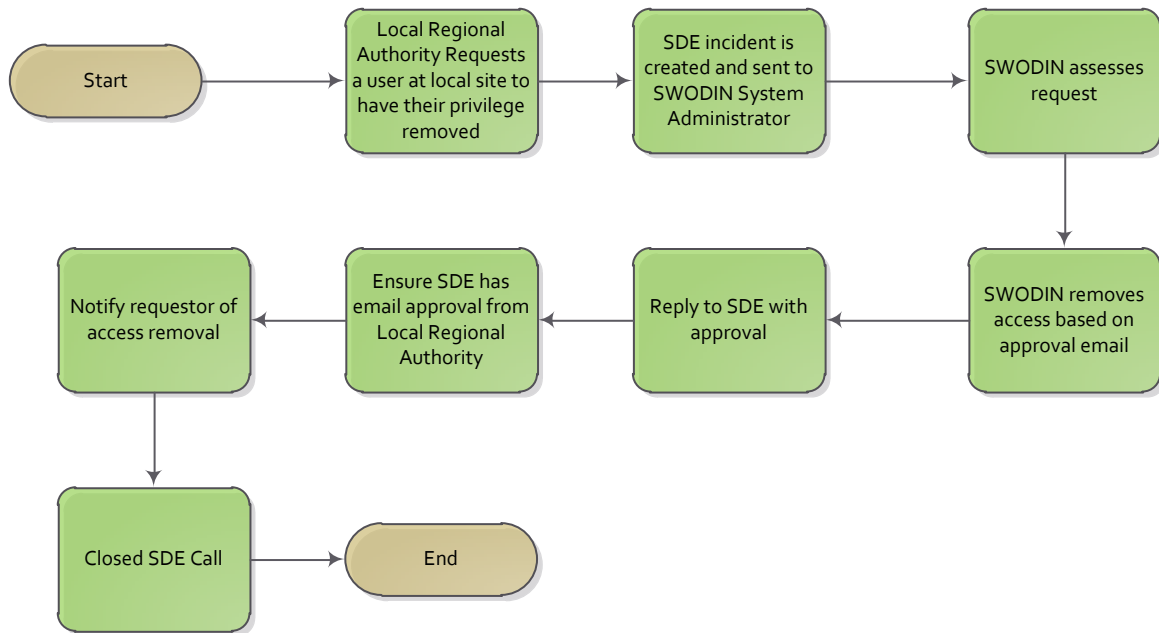 Start
Local Regional
Authority Requests
a user at local site to
have their privilege
removed
SDE incident is
created and sent to
SWODIN System
Administrator
SWODIN assesses
request
SWODIN removes
access based on
approval email
Reply to SDE with
approval
Ensure SDE has
email approval from
Local Regional
Authority
Notify requestor of
access removal
Closed SDE Call
End